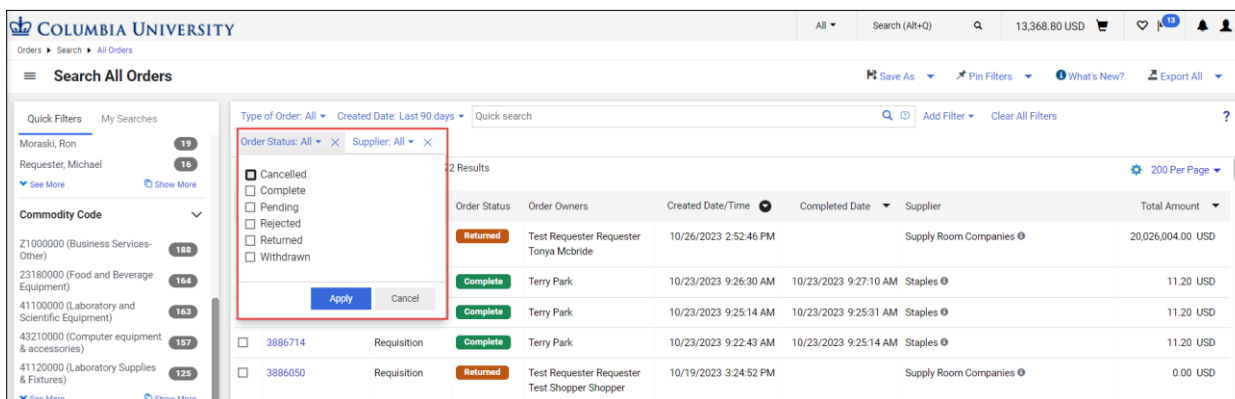 COLUMBIA UNIVERSITY
All
Search (Alt+Q)
13,368.80 USD
13
Orders Search All Orders
Search All Orders
Save As
Pin Filters
What's New?
Export All
Quick Filters
My Searches
Moraski, Ron 19
Requester, Michael 16
See More
Show More
Commodity Code
Z1000000 (Business Services-
Other) 188
23180000 (Food and Beverage
Equipment) 164
41100000 (Laboratory and
Scientific Equipment) 163
43210000 (Computer equipment
& accessories) 157
41120000 (Laboratory Supplies
& Fixtures) 125
See More
Show More
Type of Order: All
Created Date: Last 90 days
Quick search
Add Filter
Clear All Filters
?
Order Status: All
Supplier: All
Cancelled
Complete
Pending
Rejected
Returned
Withdrawn
Apply
Cancel
2 Results
200 Per Page
Order Status Order Owners Created Date/Time Completed Date Supplier Total Amount
Returned Test Requester Requester 10/26/2023 2:52:46 PM Supply Room Companies 20,026,004.00 USD
Tonya Mcbride
Complete Terry Park 10/23/2023 9:26:30 AM 10/23/2023 9:27:10 AM Staples 11.20 USD
Complete Terry Park 10/23/2023 9:25:14 AM 10/23/2023 9:25:31 AM Staples 11.20 USD
3886714 Requisition Complete Terry Park 10/23/2023 9:22:43 AM 10/23/2023 9:25:14 AM Staples 11.20 USD
3886050 Requisition Returned Test Requester Requester 10/19/2023 3:24:52 PM Supply Room Companies 0.00 USD
Test Shopper Shopper